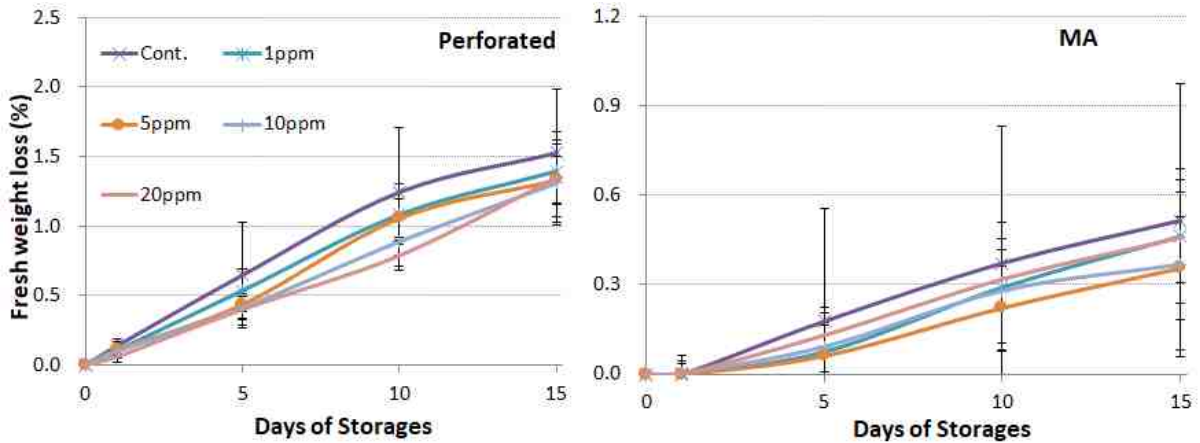 Perforated
Cont.
1ppm
5ppm
10ppm
20ppm
2.5
2.0
1.5
1.0
0.5
0.0
Fresh weight loss (%)
0 5 10 15
Days of Storages
MA
1.2
0.9
0.6
0.3
0.0
0 5 10 15
Days of Storages